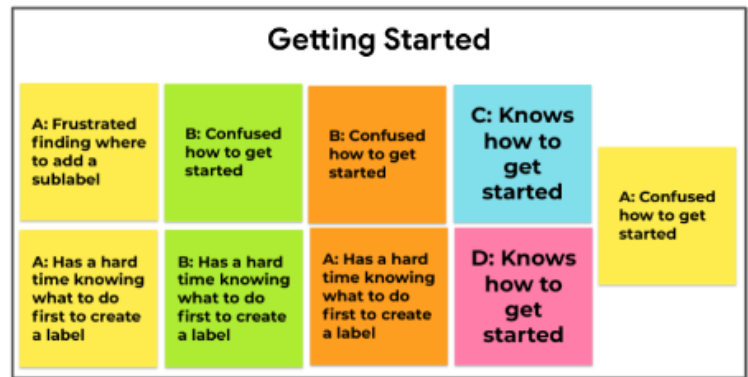 Getting Started
A: Frustrated
finding where
to add a
sublabel
B: Confused
how to get
started
B: Confused
how to get
started
C: Knows
how to
get
started
A: Confused
how to get
started
A: Has a hard
time knowing
what to do
first to create
a label
B: Has a hard
time knowing
what to do
first to create
a label
A: Has a hard
time knowing
what to do
first to create
a label
D: Knows
how to
get
started